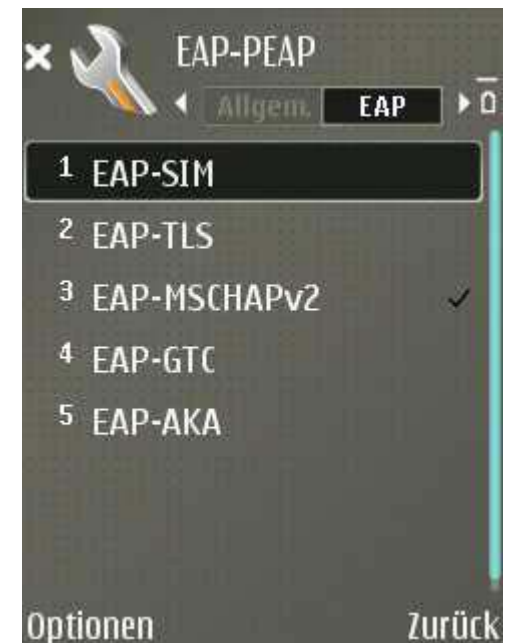 EAP-PEAP
Allgem. EAP
1 EAP-SIM
2 EAP-TLS
3 EAP-MSCHAPv2
4 EAP-GTC
5 EAP-AKA
Optionen Zurück